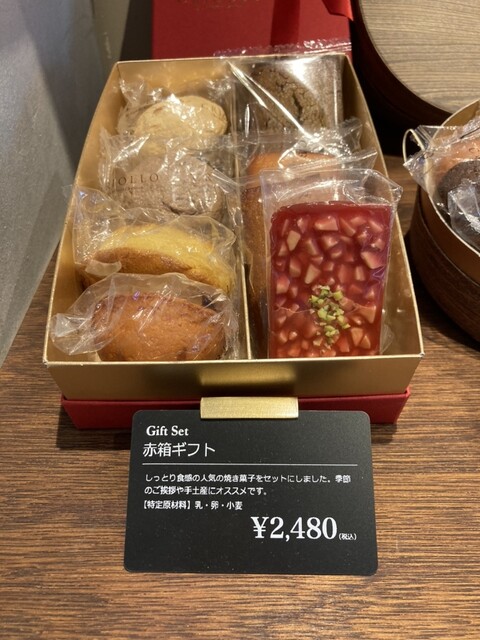 JOLLO
Gift Set
赤箱ギフト
しっとり食感の人気の焼き菓子をセットにしました。季節
のご挨拶や手土産にオススメです。
【特定原材料】乳・卵・小麦
¥2,480(税込)